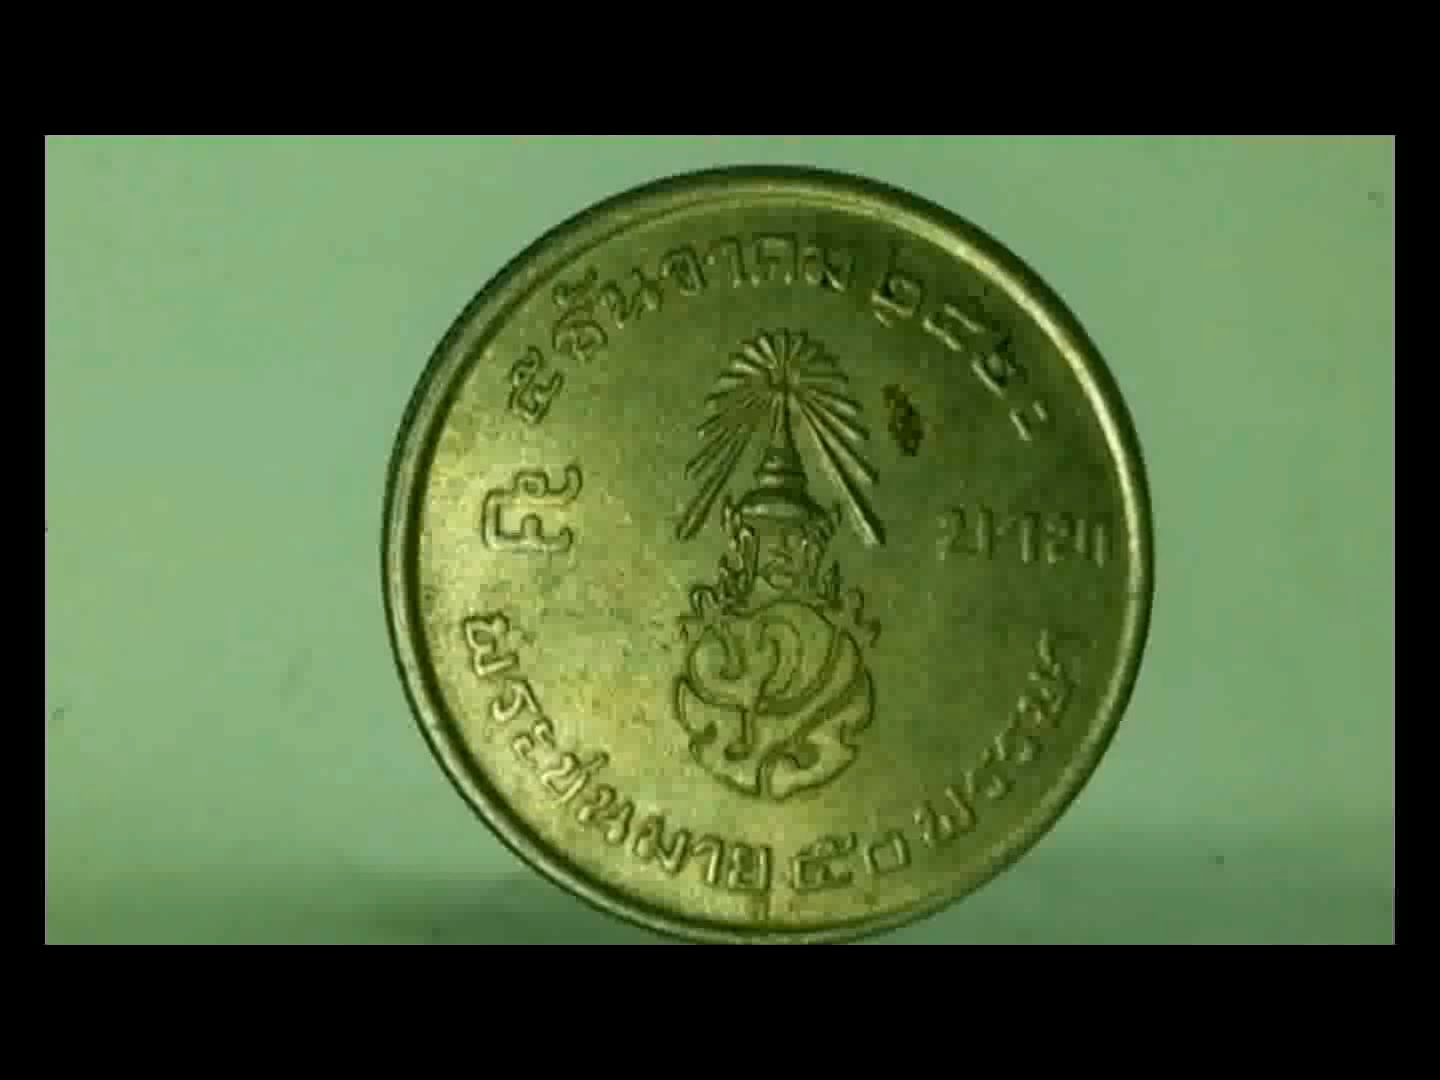 ๕ ธันวาคม ๒๕๒๐
๕ บาท
พระชนมายุ ๕๐ พรรษา